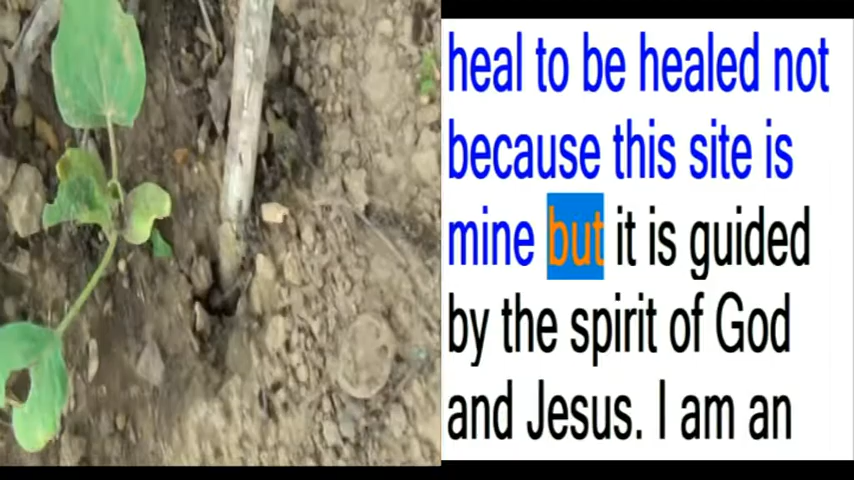 heal to be healed not
because this site is
mine but it is guided
by the spirit of God
and Jesus. I am an